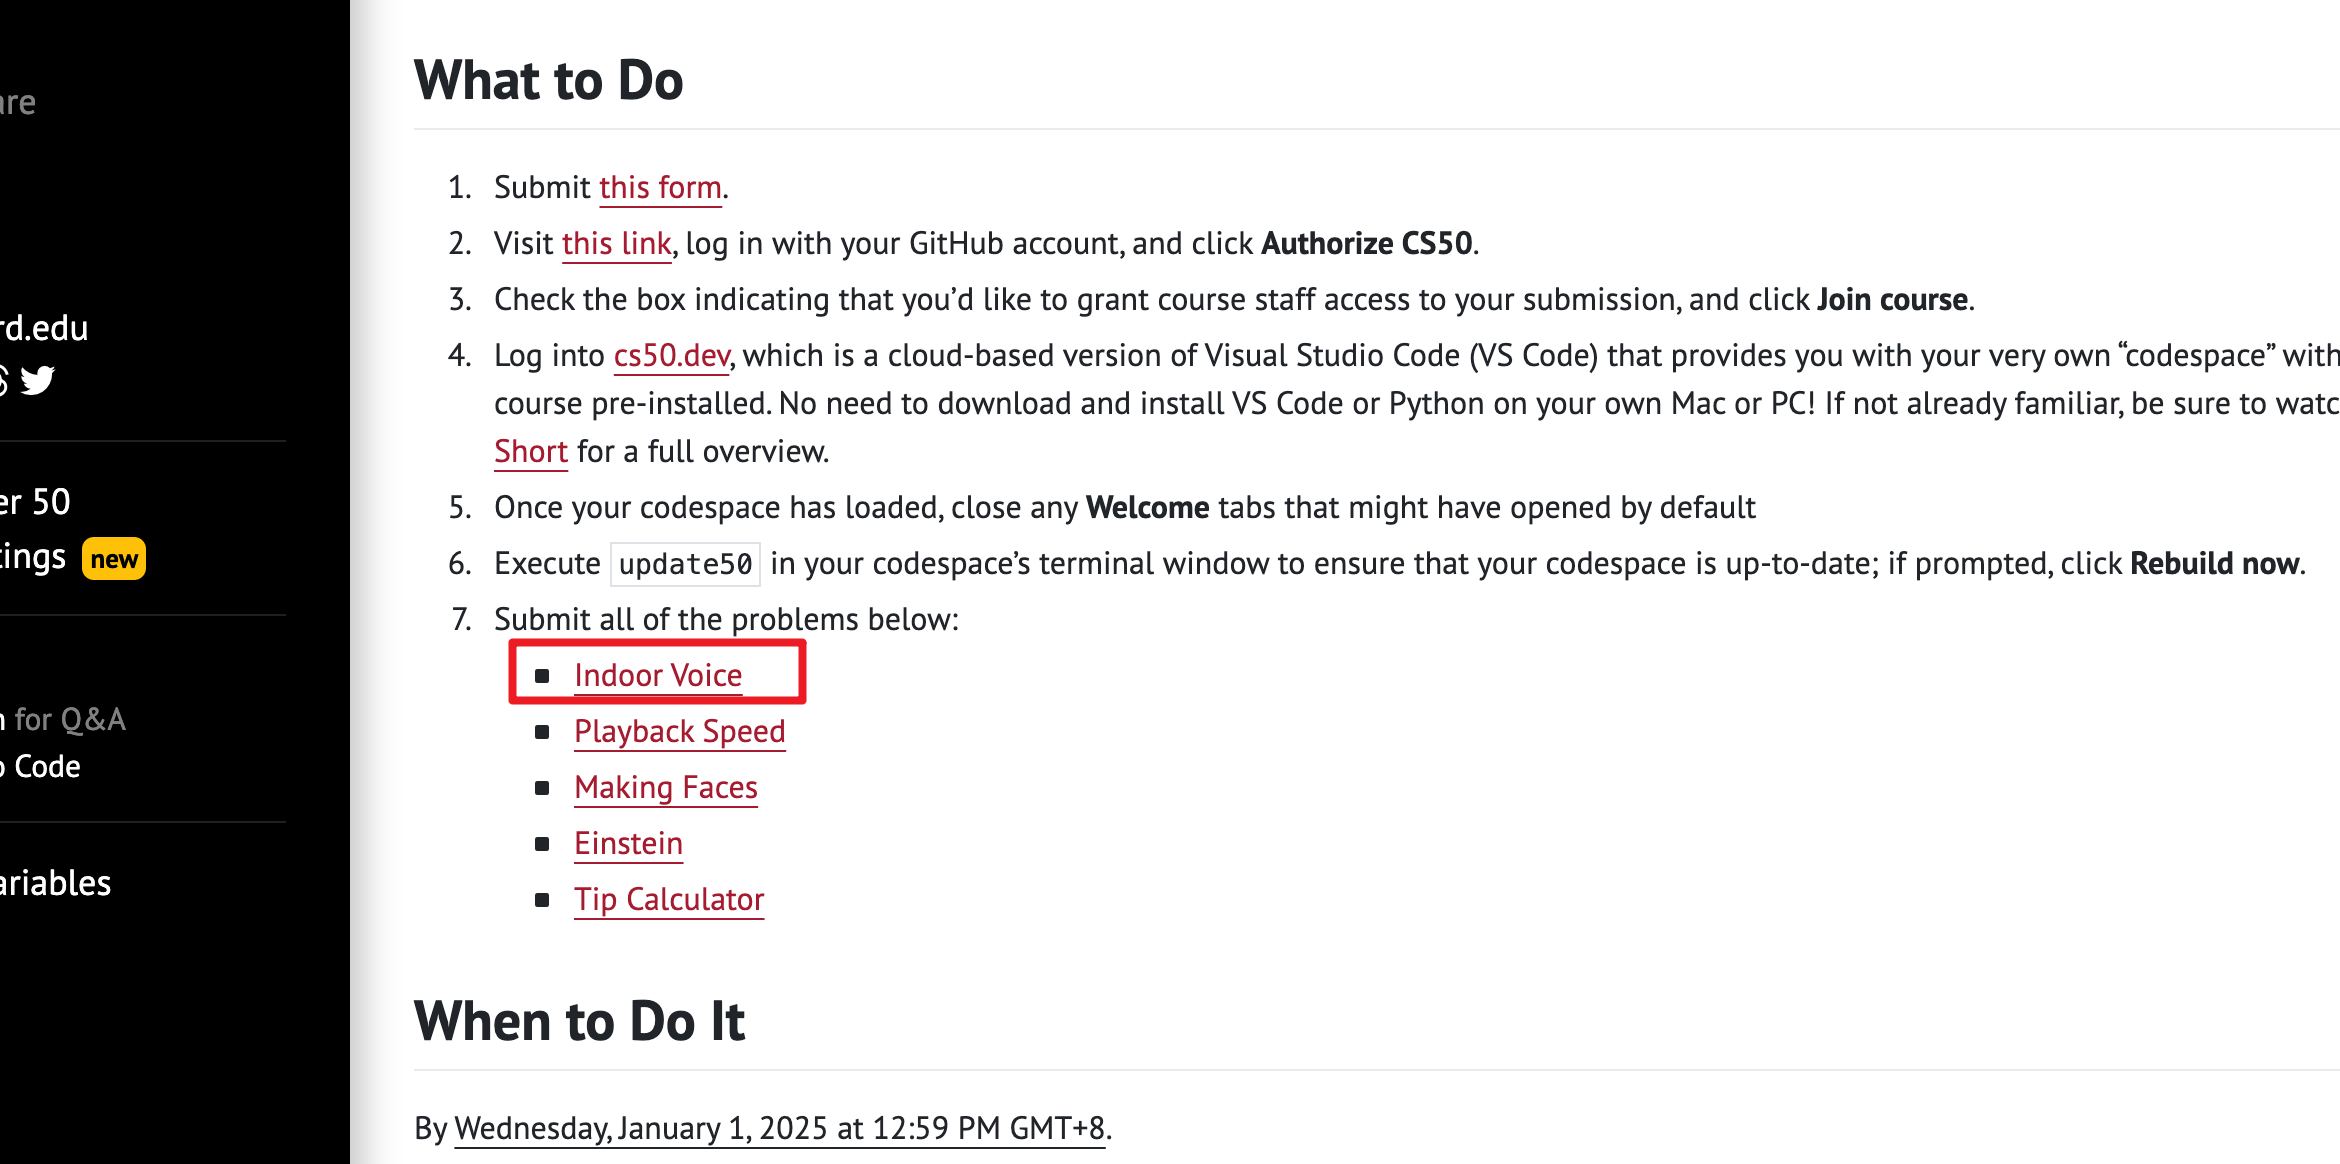 What to Do
are
1. Submit this form.
2. Visit this link, log in with your GitHub account, and click Authorize CS50.
3. Check the box indicating that you’d like to grant course staff access to your submission, and click Join course.
rd.edu
4. Log into cs50.dev, which is a cloud-based version of Visual Studio Code (VS Code) that provides you with your very own “codespace” with
course pre-installed. No need to download and install VS Code or Python on your own Mac or PC! If not already familiar, be sure to watc
Short for a full overview.
er 50
5. Once your codespace has loaded, close any Welcome tabs that might have opened by default
tings new
6. Execute update50 in your codespace’s terminal window to ensure that your codespace is up-to-date; if prompted, click Rebuild now.
7. Submit all of the problems below:
Indoor Voice
n for Q&A
Playback Speed
o Code
Making Faces
Einstein
ariables
Tip Calculator
When to Do It
By Wednesday, January 1, 2025 at 12:59 PM GMT+8.